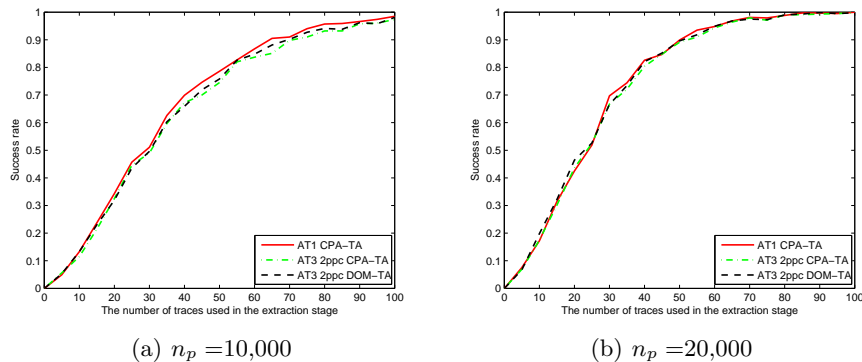 1
0.9
0.8
0.7
0.6
0.5
0.4
0.3
0.2
0.1
0
Success rate
AT1 CPA−TA
AT3 2ppc CPA−TA
AT3 2ppc DOM−TA
0 10 20 30 40 50 60 70 80 90 100
The number of traces used in the extraction stage
(a) n_p =10,000
1
0.9
0.8
0.7
0.6
0.5
0.4
0.3
0.2
0.1
0
Success rate
AT1 CPA−TA
AT3 2ppc CPA−TA
AT3 2ppc DOM−TA
0 10 20 30 40 50 60 70 80 90 100
The number of traces used in the extraction stage
(b) n_p =20,000